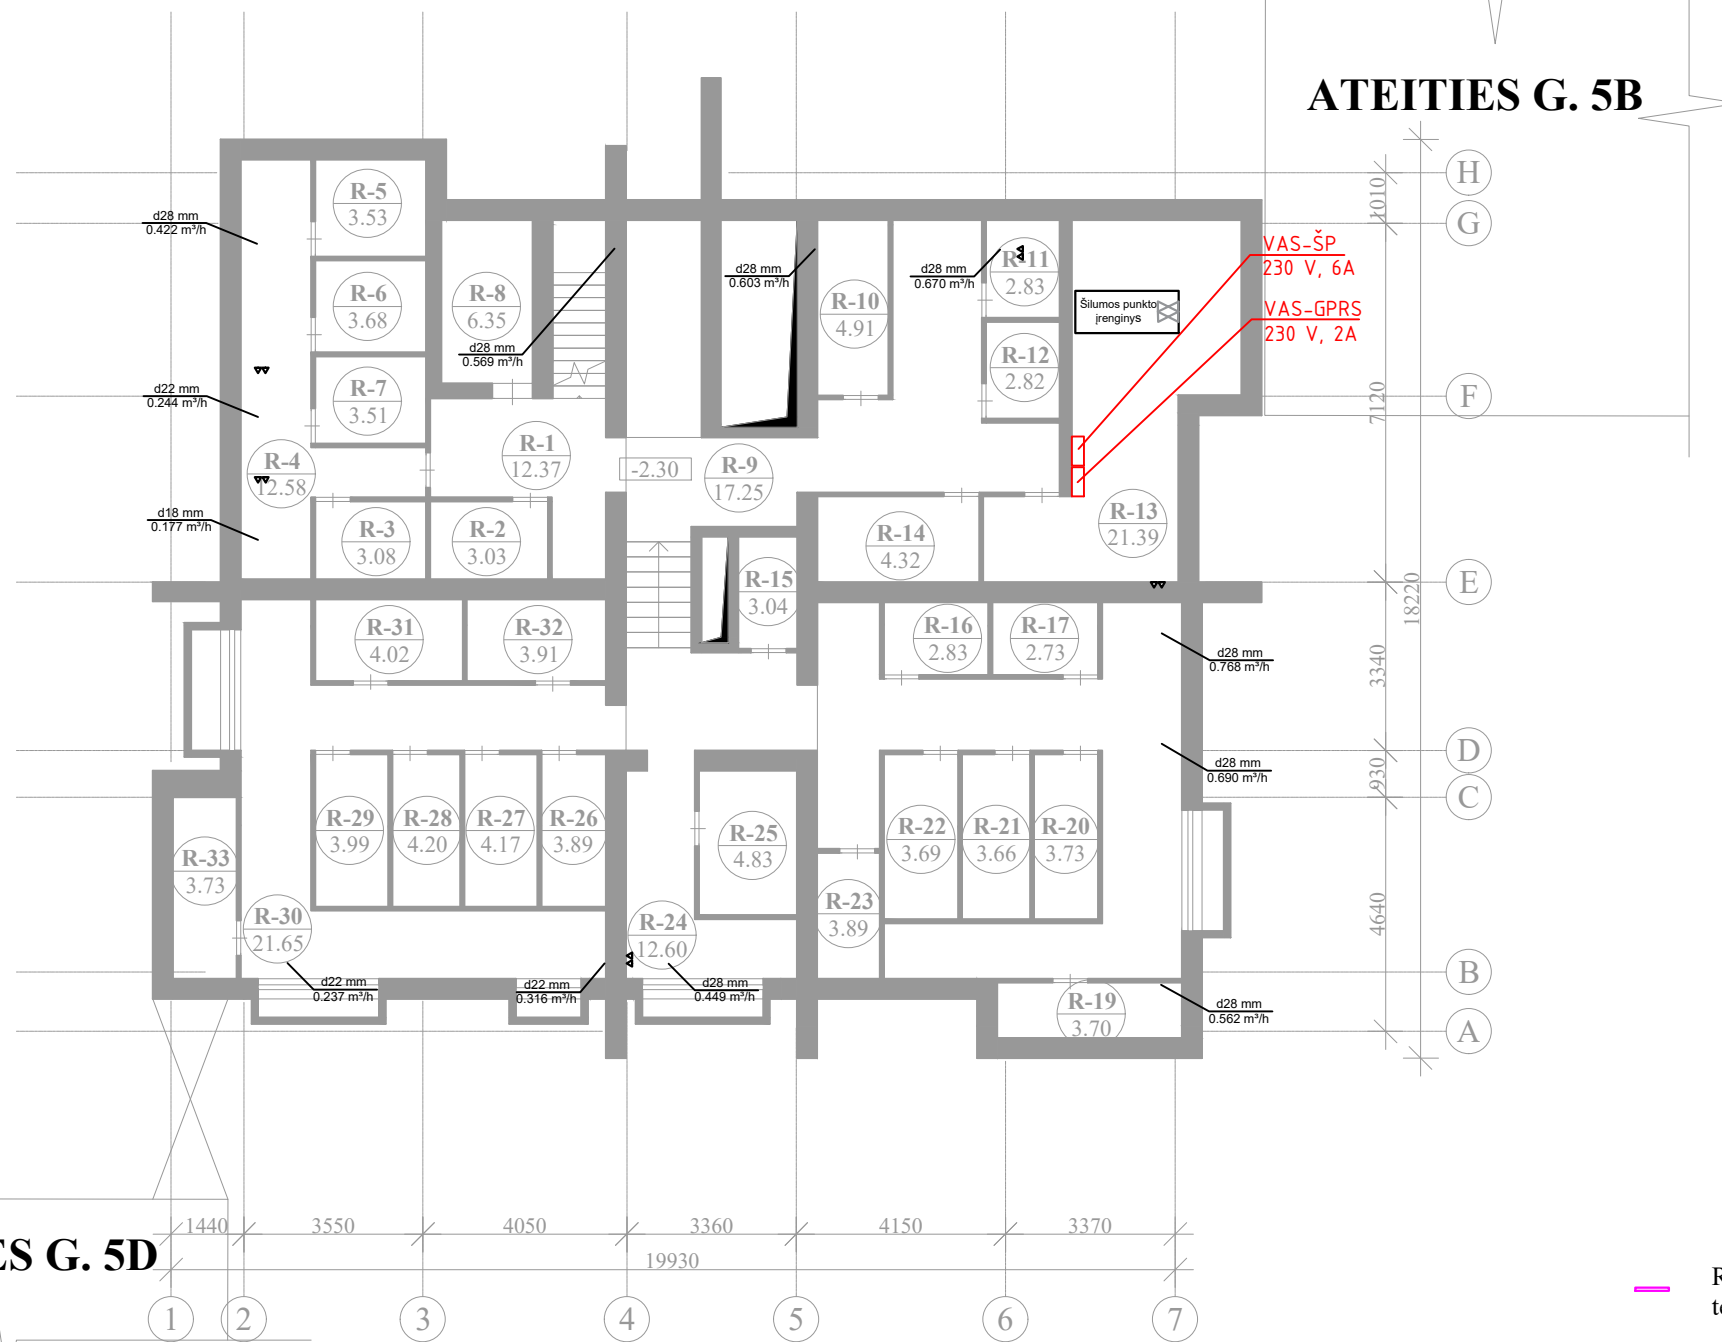 ATEITIES G. 5B
H
1010
G
R-5
3.53
d28 mm
0.422 m³/h
VAS-ŠP
230 V, 6A
R-11
2.83
d28 mm
0.603 m³/h
d28 mm
0.670 m³/h
R-6
3.68
R-8
6.35
R-10
4.91
Šilumos punkto
įrenginys
VAS-GPRS
230 V, 2A
d28 mm
0.569 m³/h
R-12
2.82
d22 mm
0.244 m³/h
R-7
3.51
F
7120
R-4
12.58
R-1
12.37
-2.30
R-9
17.25
d18 mm
0.177 m³/h
R-3
3.08
R-2
3.03
R-14
4.32
R-13
21.39
R-15
3.04
E
18220
R-31
4.02
R-32
3.91
R-16
2.83
R-17
2.73
d28 mm
0.768 m³/h
3340
D
d28 mm
0.690 m³/h
930
C
R-29
3.99
R-28
4.20
R-27
4.17
R-26
3.89
R-25
4.83
R-22
3.69
R-21
3.66
R-20
3.73
R-33
3.73
R-23
3.89
4640
R-30
21.65
R-24
12.60
B
d22 mm
0.237 m³/h
d22 mm
0.316 m³/h
d28 mm
0.449 m³/h
R-19
3.70
d28 mm
0.562 m³/h
A
1440
3550
4050
3360
4150
3370
ES G. 5D
19930
R
1
2
3
4
5
6
7